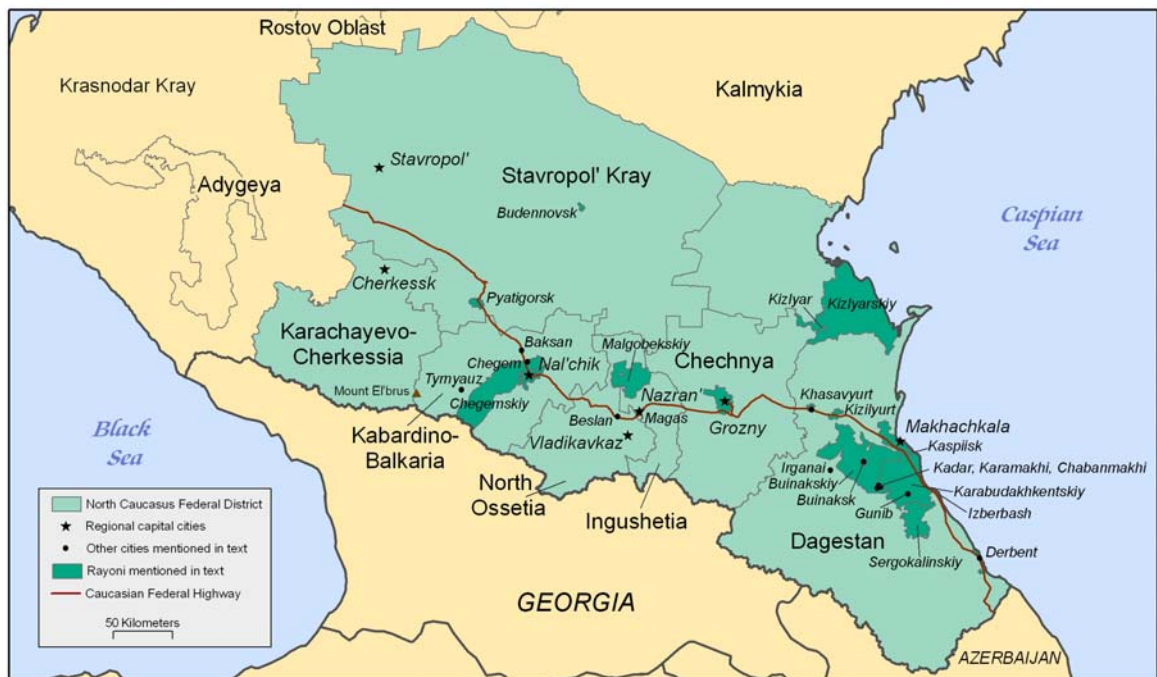 Rostov Oblast
Krasnodar Kray
Kalmykia
Adygeya
Stavropol'
Stavropol' Kray
Budennovsk
Caspian
Sea
Cherkessk
Pyatigorsk
Kizlyar
Kizlyarskiy
Karachayevo-
Cherkessia
Baksan
Malgobekskiy
Chechnya
Chegem
Nal'chik
Tyrnyauz
Mount El'brus
Chegemskiy
Nazran'
Khasavyurt
Kizilyurt
Beslan
Magas
Grozny
Makhachkala
Black
Sea
Kabardino-
Balkaria
Vladikavkaz
Kaspiisk
Irganai
Kadar, Karamakhi, Chabanmakhi
Buinakskiy
Buinaksk
Karabudakhkentskiy
North
Ossetia
Gunib
Izberbash
Ingushetia
Dagestan
Derbent
Sergokalinskiy
GEORGIA
AZERBAIJAN
North Caucasus Federal District
Regional capital cities
Other cities mentioned in text
Rayoni mentioned in text
Caucasian Federal Highway
50 Kilometers